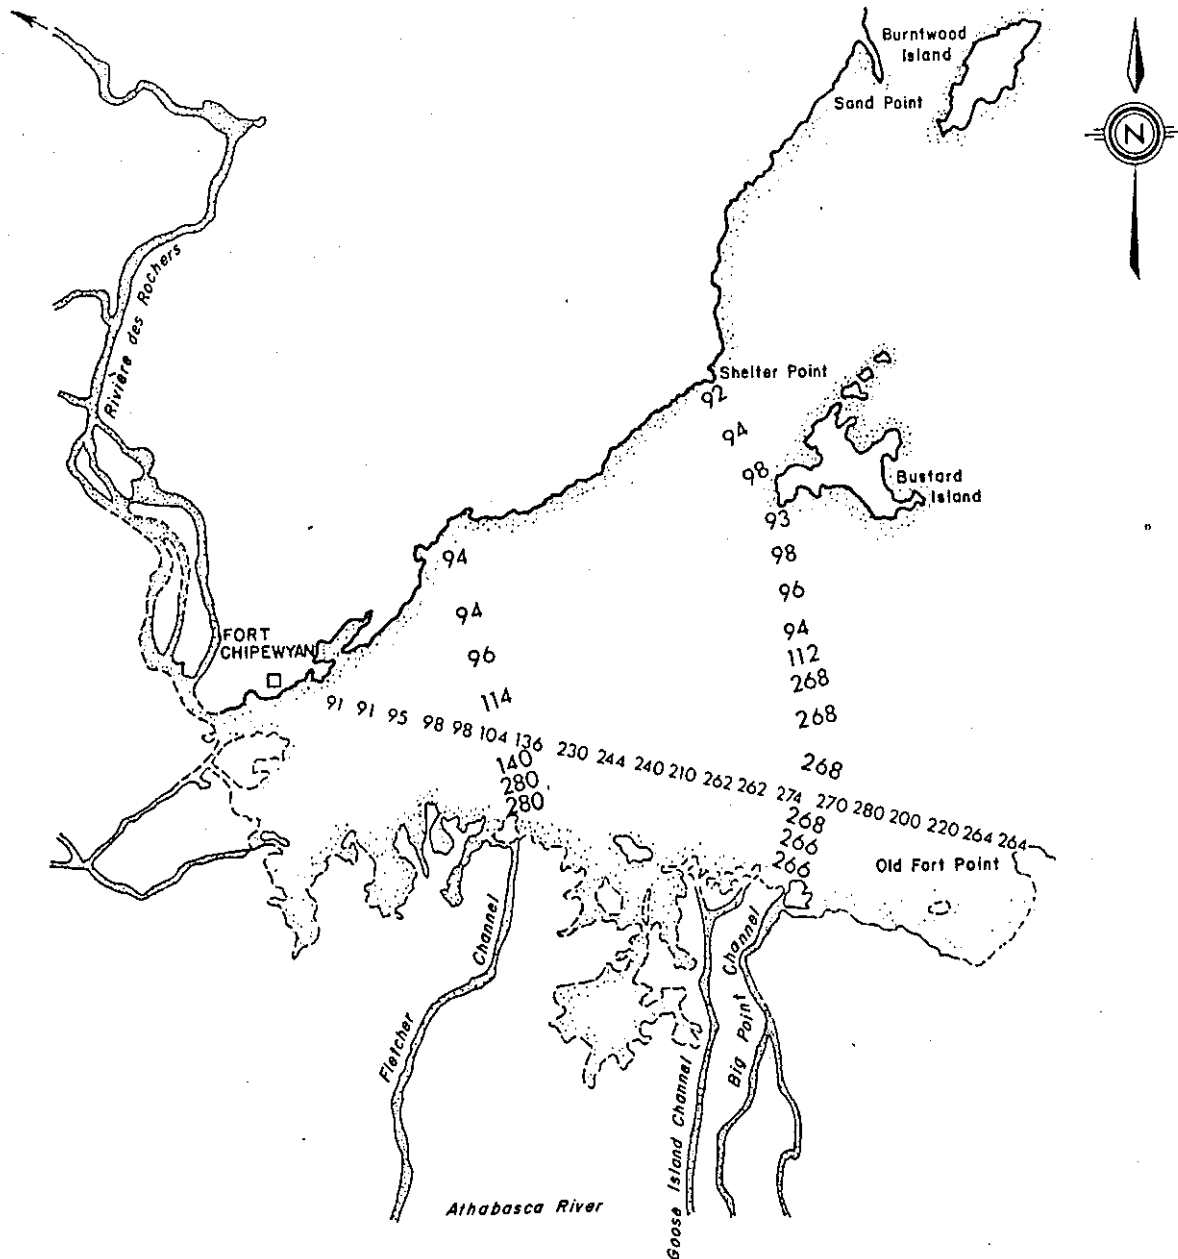 Burntwood
Island
Sand Point
N
Rivière des Rochers
Shelter Point
92
94
98
Bustard
Island
93
98
96
94
112
268
268
268
94
94
96
114
FORT
CHIPEWYAN
91 91 95 98 98 104 136 230 244 240 210 262 262 274 270 280 200 220 264 264
140
280
280
268
266
266
Old Fort Point
Fletcher Channel
Goose Island Channel
Big Point Channel
Athabasca River